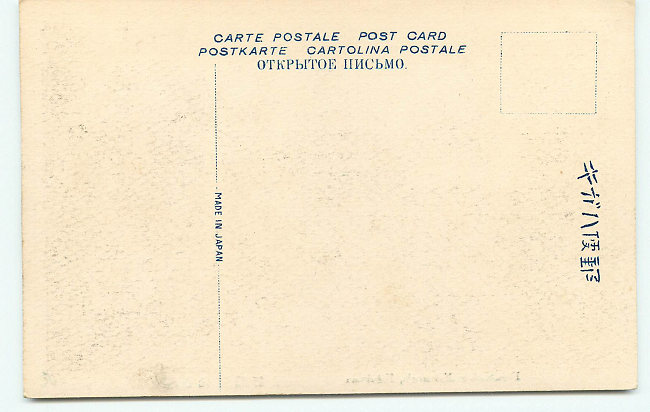 CARTE POSTALE POST CARD
POSTKARTE CARTOLINA POSTALE
ОТКРЫТОЕ ПИСЬМО.
MADE IN JAPAN
郵便ハガキ